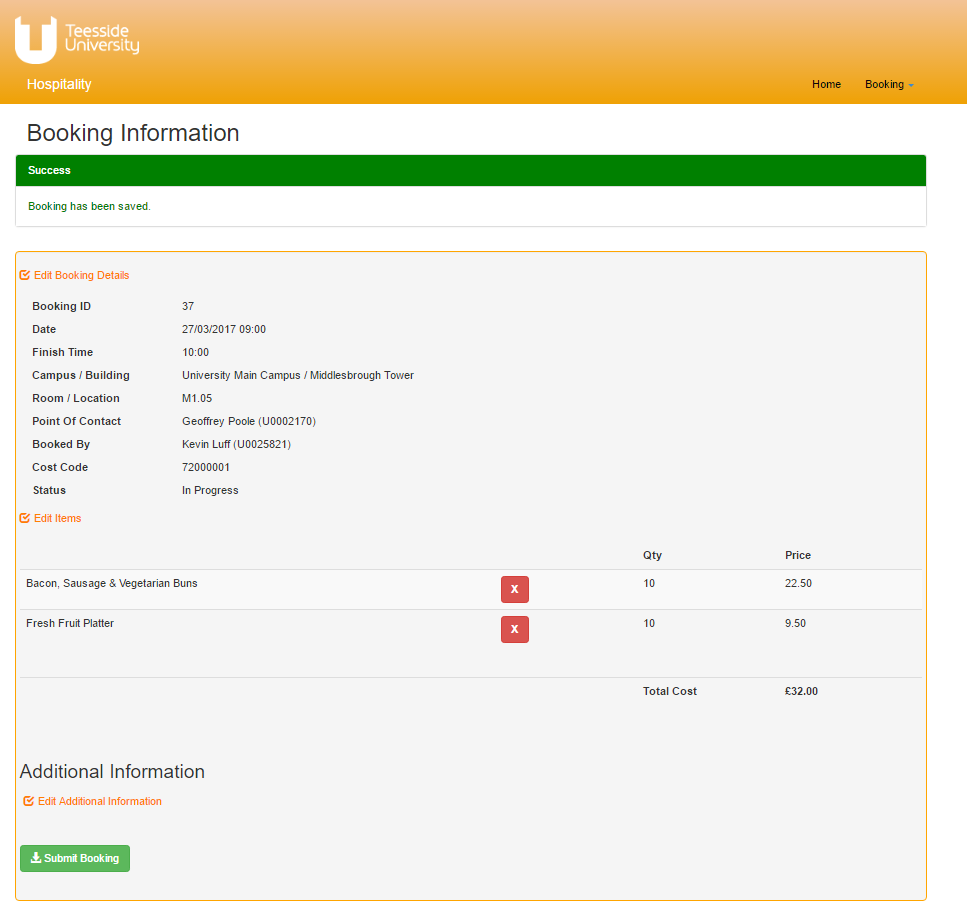 Teesside
University
Hospitality
Home Booking
Booking Information
Success
Booking has been saved.
Edit Booking Details
Booking ID 37
Date 27/03/2017 09:00
Finish Time 10:00
Campus / Building University Main Campus / Middlesbrough Tower
Room / Location M1.05
Point Of Contact Geoffrey Poole (U0002170)
Booked By Kevin Luff (U0025821)
Cost Code 72000001
Status In Progress
Edit Items
Qty Price
Bacon, Sausage & Vegetarian Buns X 10 22.50
Fresh Fruit Platter X 10 9.50
Total Cost £32.00
Additional Information
Edit Additional Information
Submit Booking